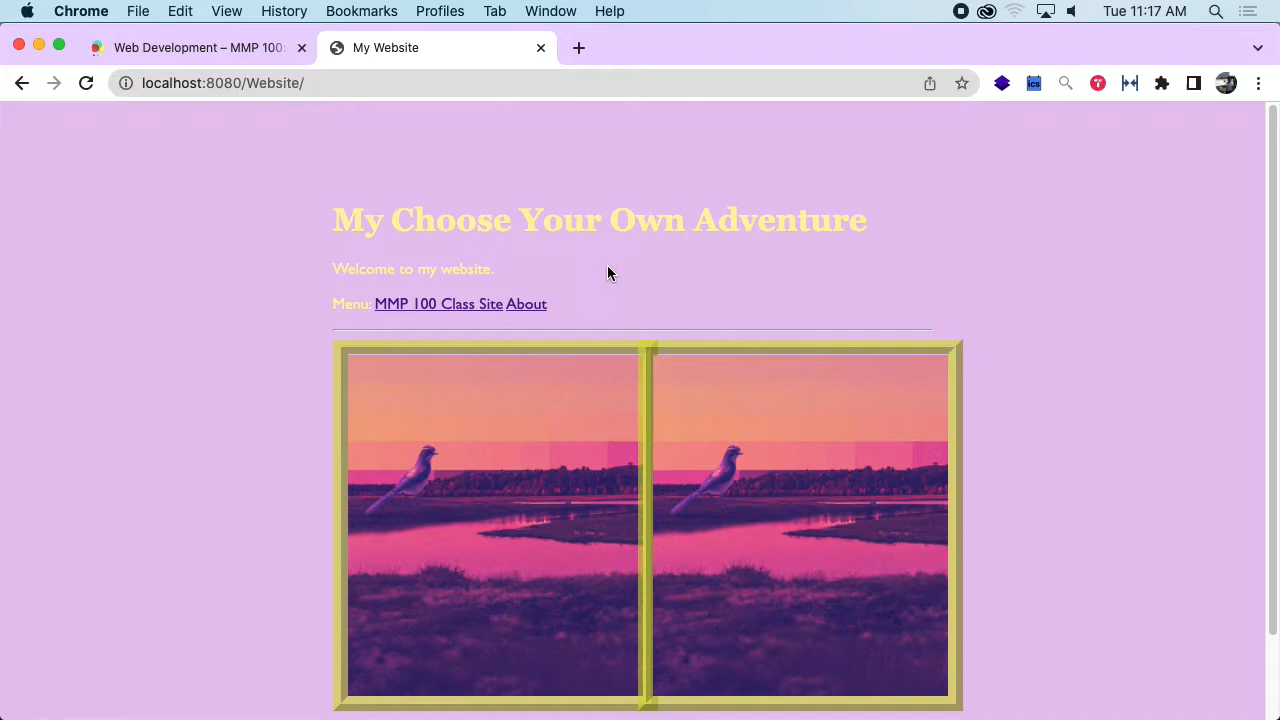 Chrome File Edit View History Bookmarks Profiles Tab Window Help Tue 11:17 AM
Web Development – MMP 100: My Website
localhost:8080/Website/
ics
My Choose Your Own Adventure
Welcome to my website.
Menu: MMP 100 Class Site About